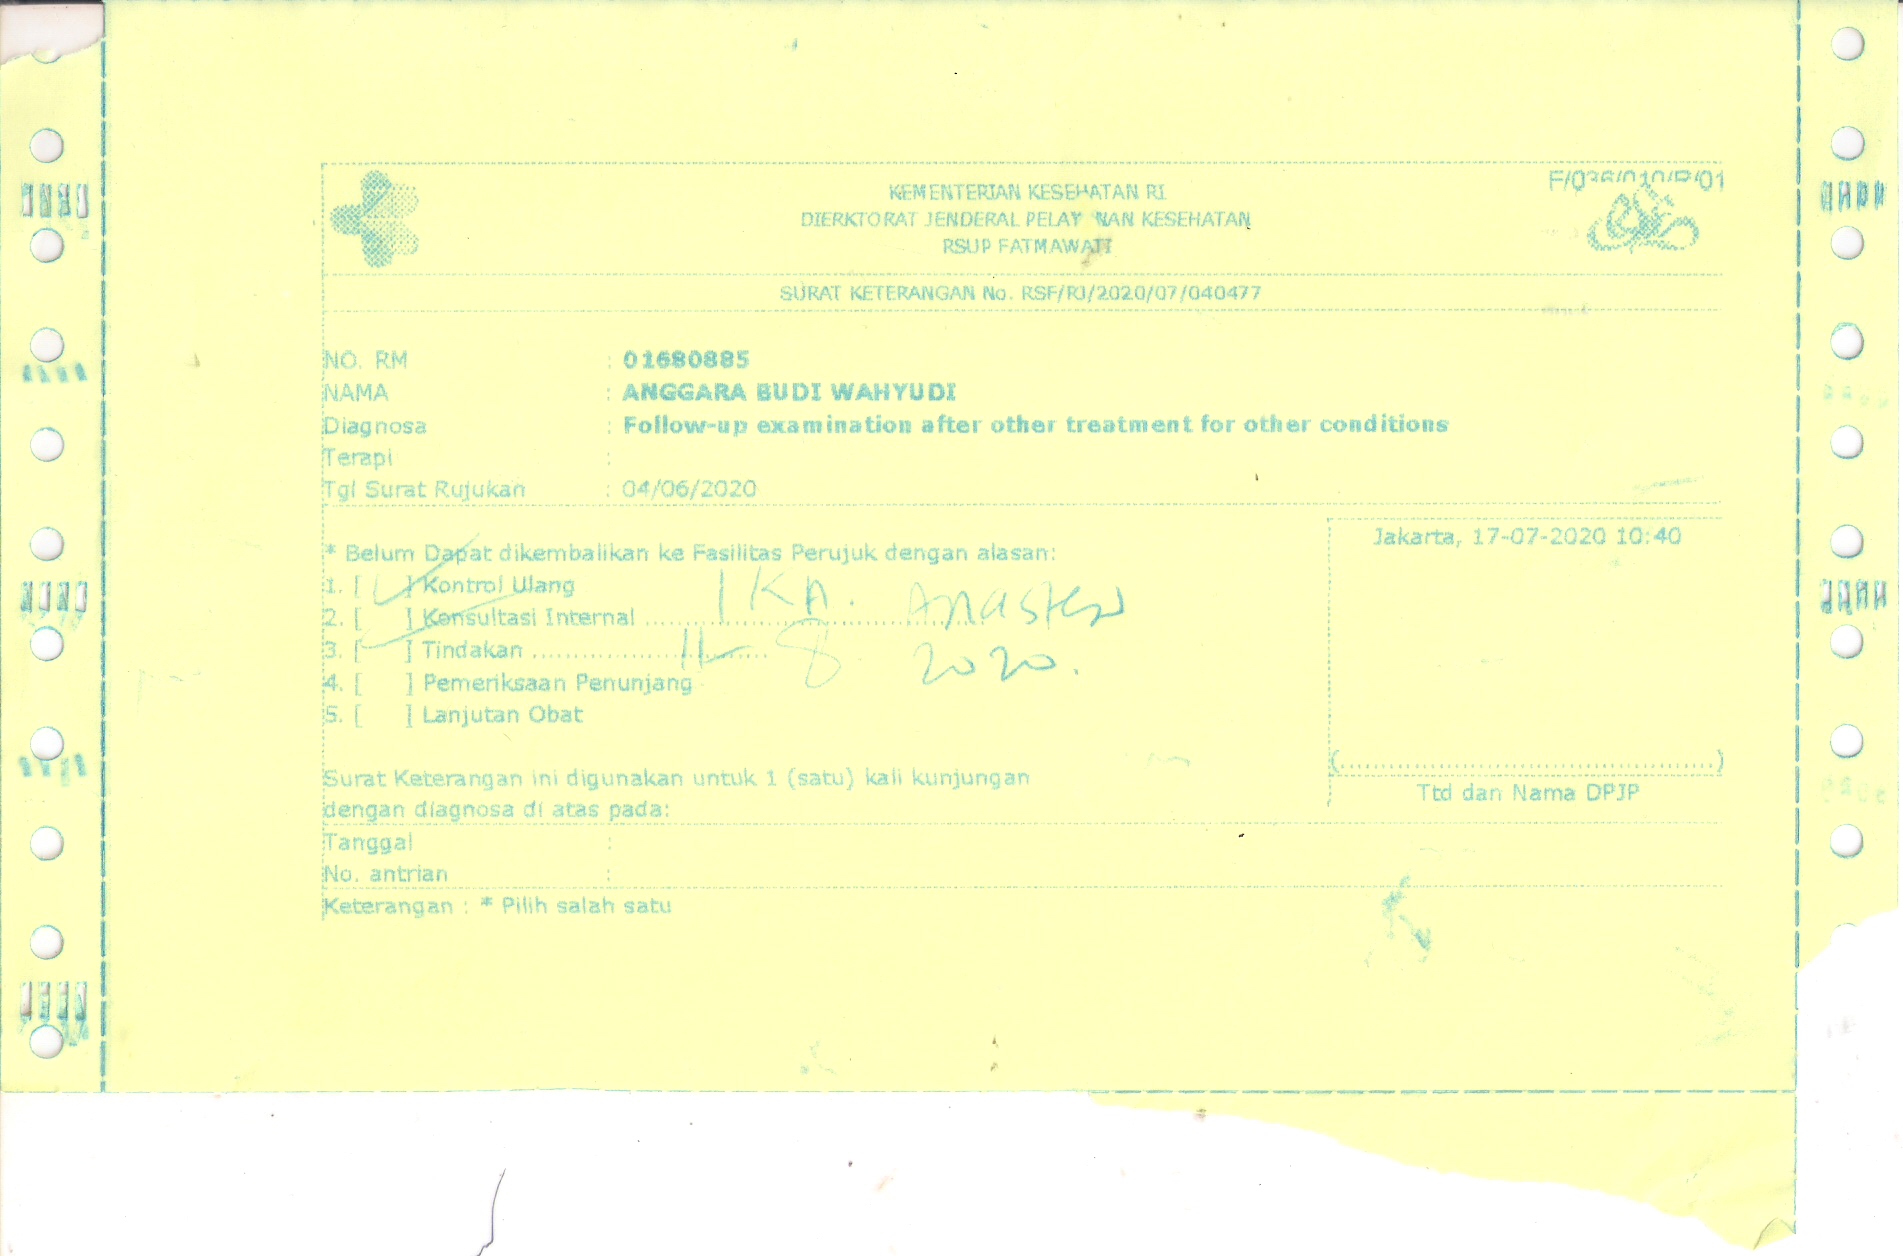 F/036/010/R/01
KEMENTERIAN KESEHATAN RI
DIERKTORAT JENDERAL PELAY NAN KESEHATAN
RSUP FATMAWATI
SURAT KETERANGAN No. RSF/RJ/2020/07/040477
NO. RM : 01680885
NAMA : ANGGARA BUDI WAHYUDI
Diagnosa : Follow-up examination after other treatment for other conditions
Terapi :
Tgl Surat Rujukan : 04/06/2020
Jakarta, 17-07-2020 10:40
* Belum Dapat dikembalikan ke Fasilitas Perujuk dengan alasan:
1. [ ] Kontrol Ulang
2. [ ] Konsultasi Internal ........ IKA.
3. [ ] Tindakan ........ 11-8 2020.
4. [ ] Pemeriksaan Penunjang
5. [ ] Lanjutan Obat
(........)
Ttd dan Nama DPJP
Surat Keterangan ini digunakan untuk 1 (satu) kali kunjungan
dengan diagnosa di atas pada:
Tanggal :
No. antrian :
Keterangan : * Pilih salah satu